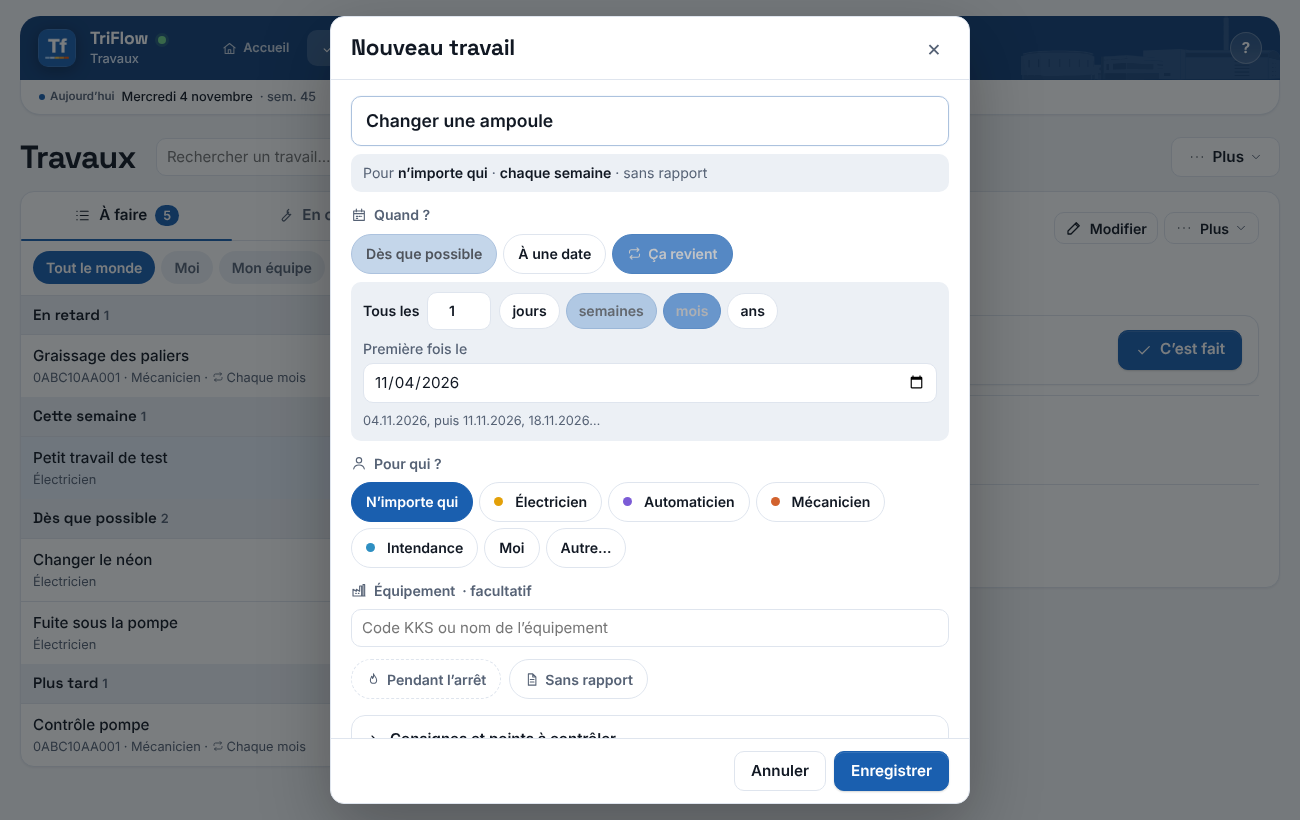 Tf
TriFlow
Travaux
Accueil
?
Aujourd'hui Mercredi 4 novembre · sem. 45
Travaux
Rechercher un travail...
··· Plus
À faire 5
Modifier
··· Plus
Tout le monde
Moi
Mon équipe
En retard 1
Graissage des paliers
0ABC10AA001 · Mécanicien · Chaque mois
C'est fait
Cette semaine 1
Petit travail de test
Électricien
Dès que possible 2
Changer le néon
Électricien
Fuite sous la pompe
Électricien
Plus tard 1
Contrôle pompe
0ABC10AA001 · Mécanicien · Chaque mois
Nouveau travail
Changer une ampoule
Pour n'importe qui · chaque semaine · sans rapport
Quand ?
Dès que possible
À une date
Ça revient
Tous les 1 jours semaines mois ans
Première fois le
11/04/2026
04.11.2026, puis 11.11.2026, 18.11.2026...
Pour qui ?
N'importe qui
Électricien
Automaticien
Mécanicien
Intendance
Moi
Autre...
Équipement · facultatif
Code KKS ou nom de l'équipement
Pendant l'arrêt
Sans rapport
Consignes et points à contrôler
Annuler
Enregistrer